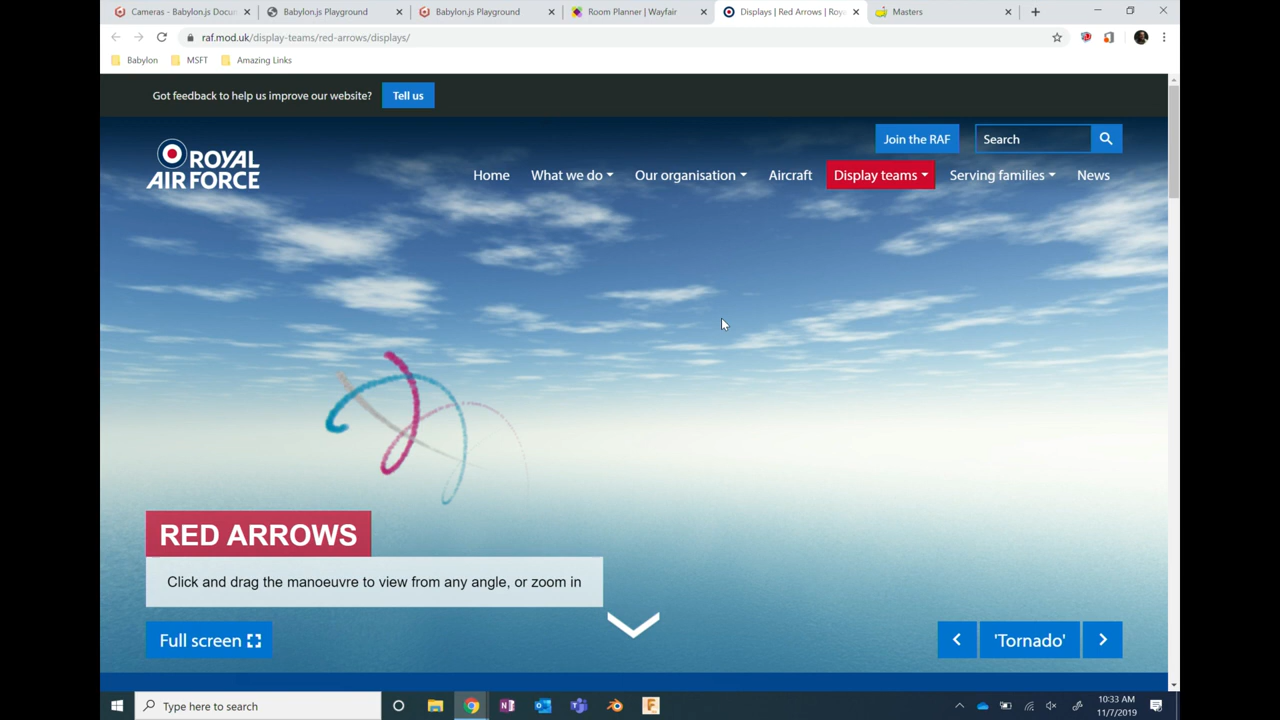 Cameras - Babylon.js Docu
Babylon.js Playground
Babylon.js Playground
Room Planner | Wayfair
Displays | Red Arrows | Roy
Masters
raf.mod.uk/display-teams/red-arrows/displays/
Babylon
MSFT
Amazing Links
Got feedback to help us improve our website?
Tell us
Join the RAF
Search
ROYAL
AIR FORCE
Home
What we do
Our organisation
Aircraft
Display teams
Serving families
News
RED ARROWS
Click and drag the manoeuvre to view from any angle, or zoom in
Full screen
'Tornado'
Type here to search
10:33 AM
11/7/2019